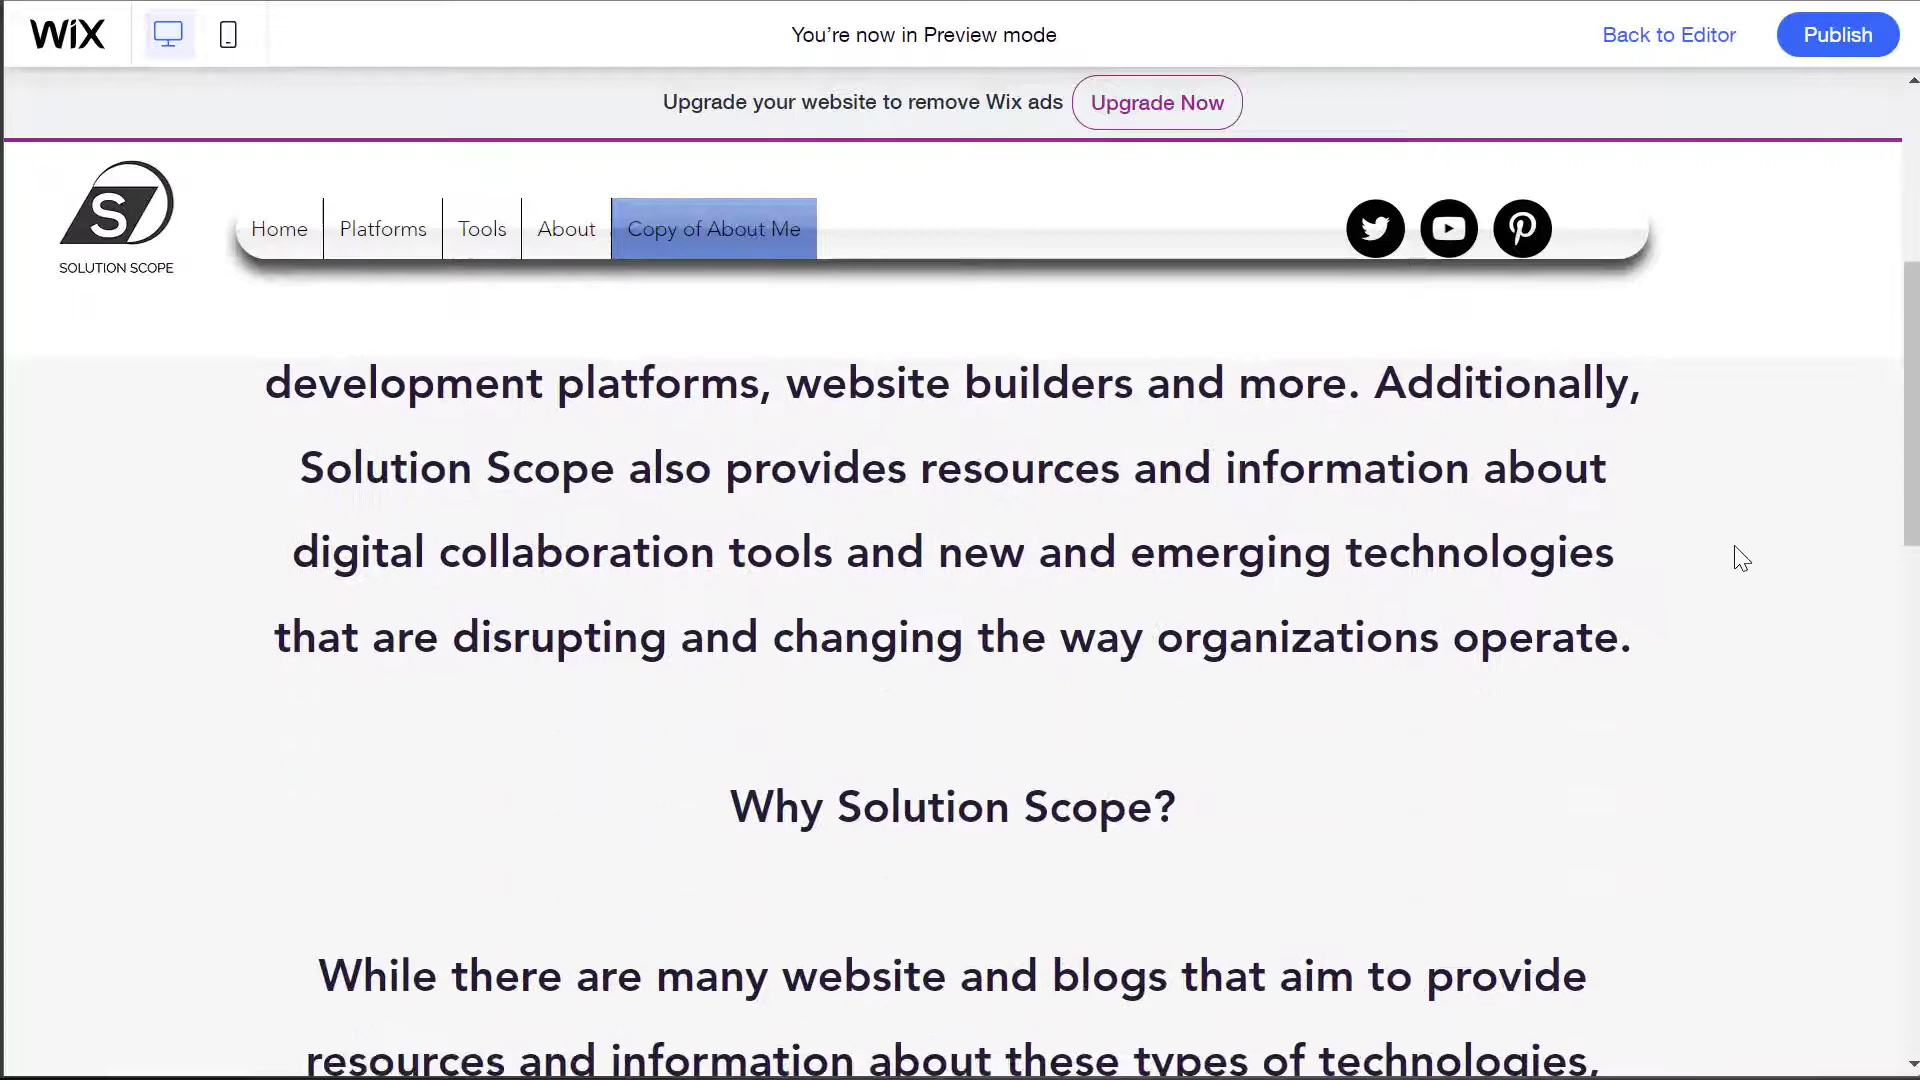 WiX
You're now in Preview mode
Back to Editor
Publish
Upgrade your website to remove Wix ads
Upgrade Now
S
SOLUTION SCOPE
Home
Platforms
Tools
About
Copy of About Me
development platforms, website builders and more. Additionally,
Solution Scope also provides resources and information about
digital collaboration tools and new and emerging technologies
that are disrupting and changing the way organizations operate.
Why Solution Scope?
While there are many website and blogs that aim to provide
resources and information about these types of technologies,